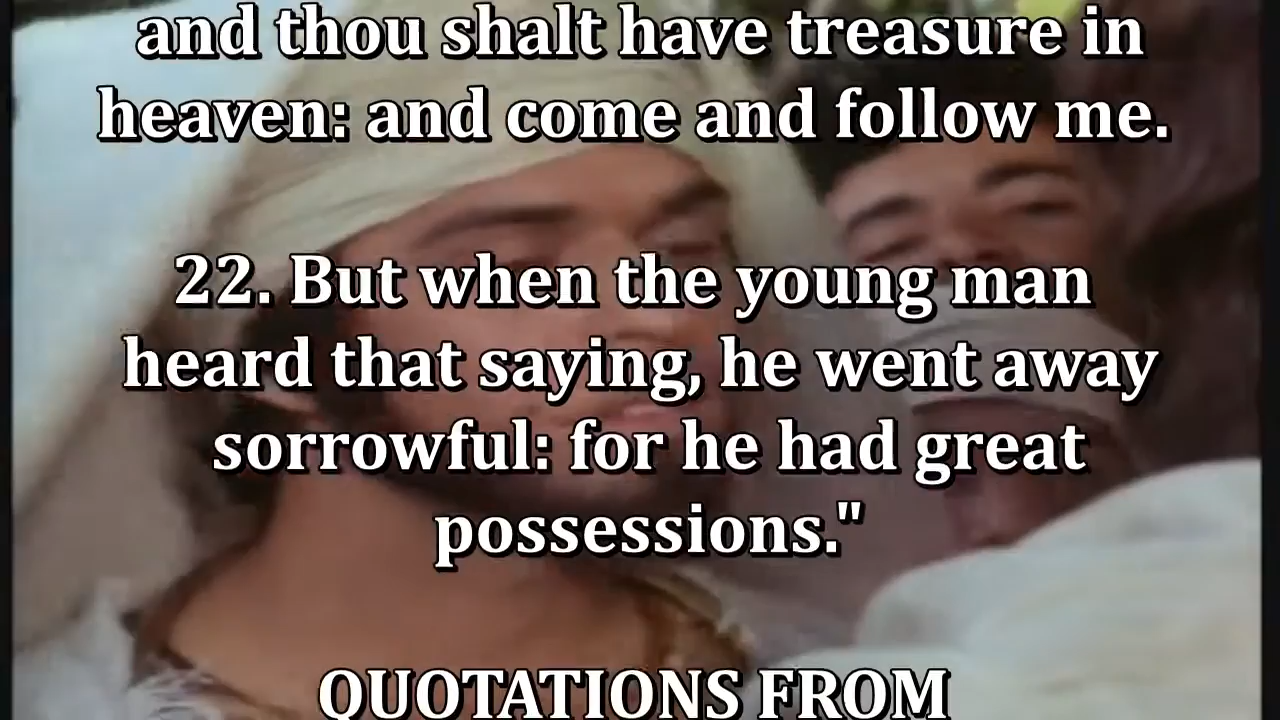 and thou shalt have treasure in
heaven: and come and follow me.
22. But when the young man
heard that saying, he went away
sorrowful: for he had great
possessions."
QUOTATIONS FROM